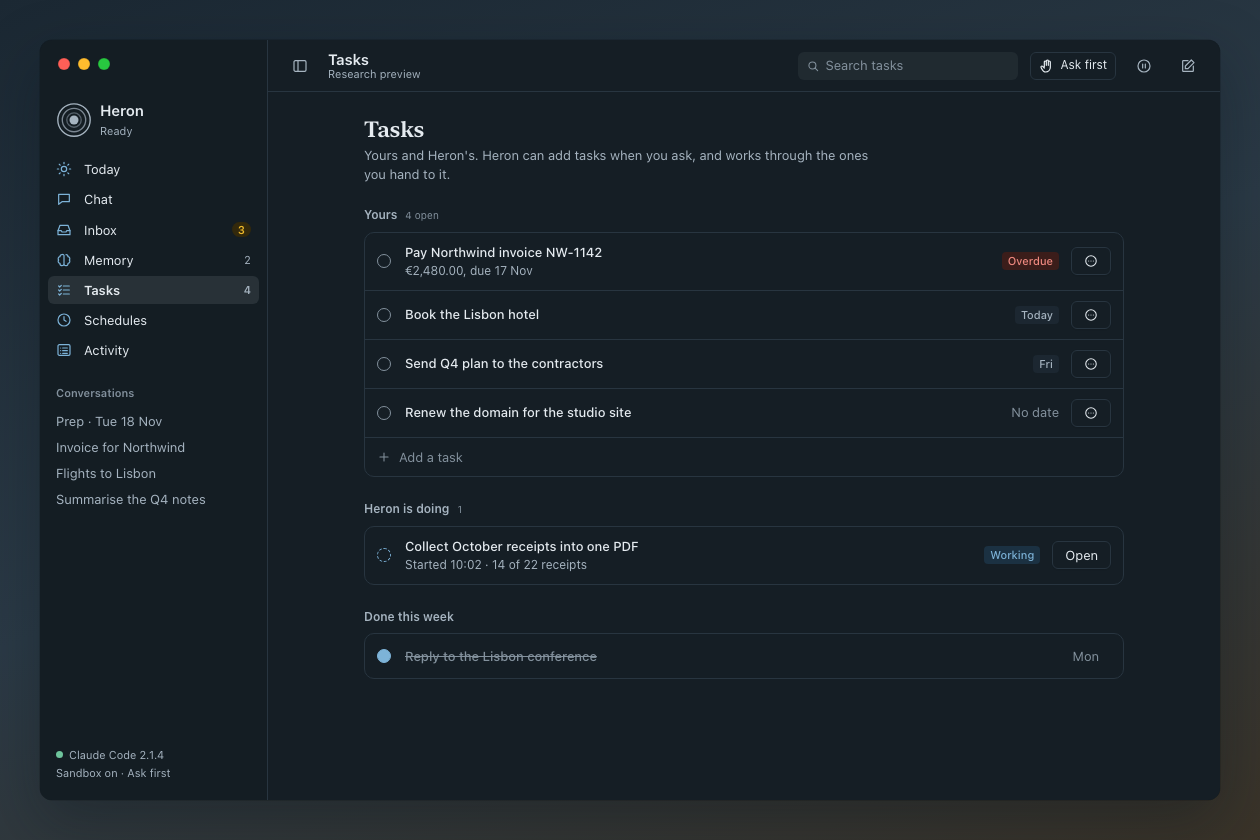 Heron
Ready
Today
Chat
Inbox 3
Memory 2
Tasks 4
Schedules
Activity
Conversations
Prep · Tue 18 Nov
Invoice for Northwind
Flights to Lisbon
Summarise the Q4 notes
Claude Code 2.1.4
Sandbox on · Ask first
Tasks
Research preview
Search tasks
Ask first
Tasks
Yours and Heron's. Heron can add tasks when you ask, and works through the ones
you hand to it.
Yours 4 open
Pay Northwind invoice NW-1142
€2,480.00, due 17 Nov
Overdue
Book the Lisbon hotel
Today
Send Q4 plan to the contractors
Fri
Renew the domain for the studio site
No date
Add a task
Heron is doing 1
Collect October receipts into one PDF
Started 10:02 · 14 of 22 receipts
Working
Open
Done this week
Reply to the Lisbon conference
Mon